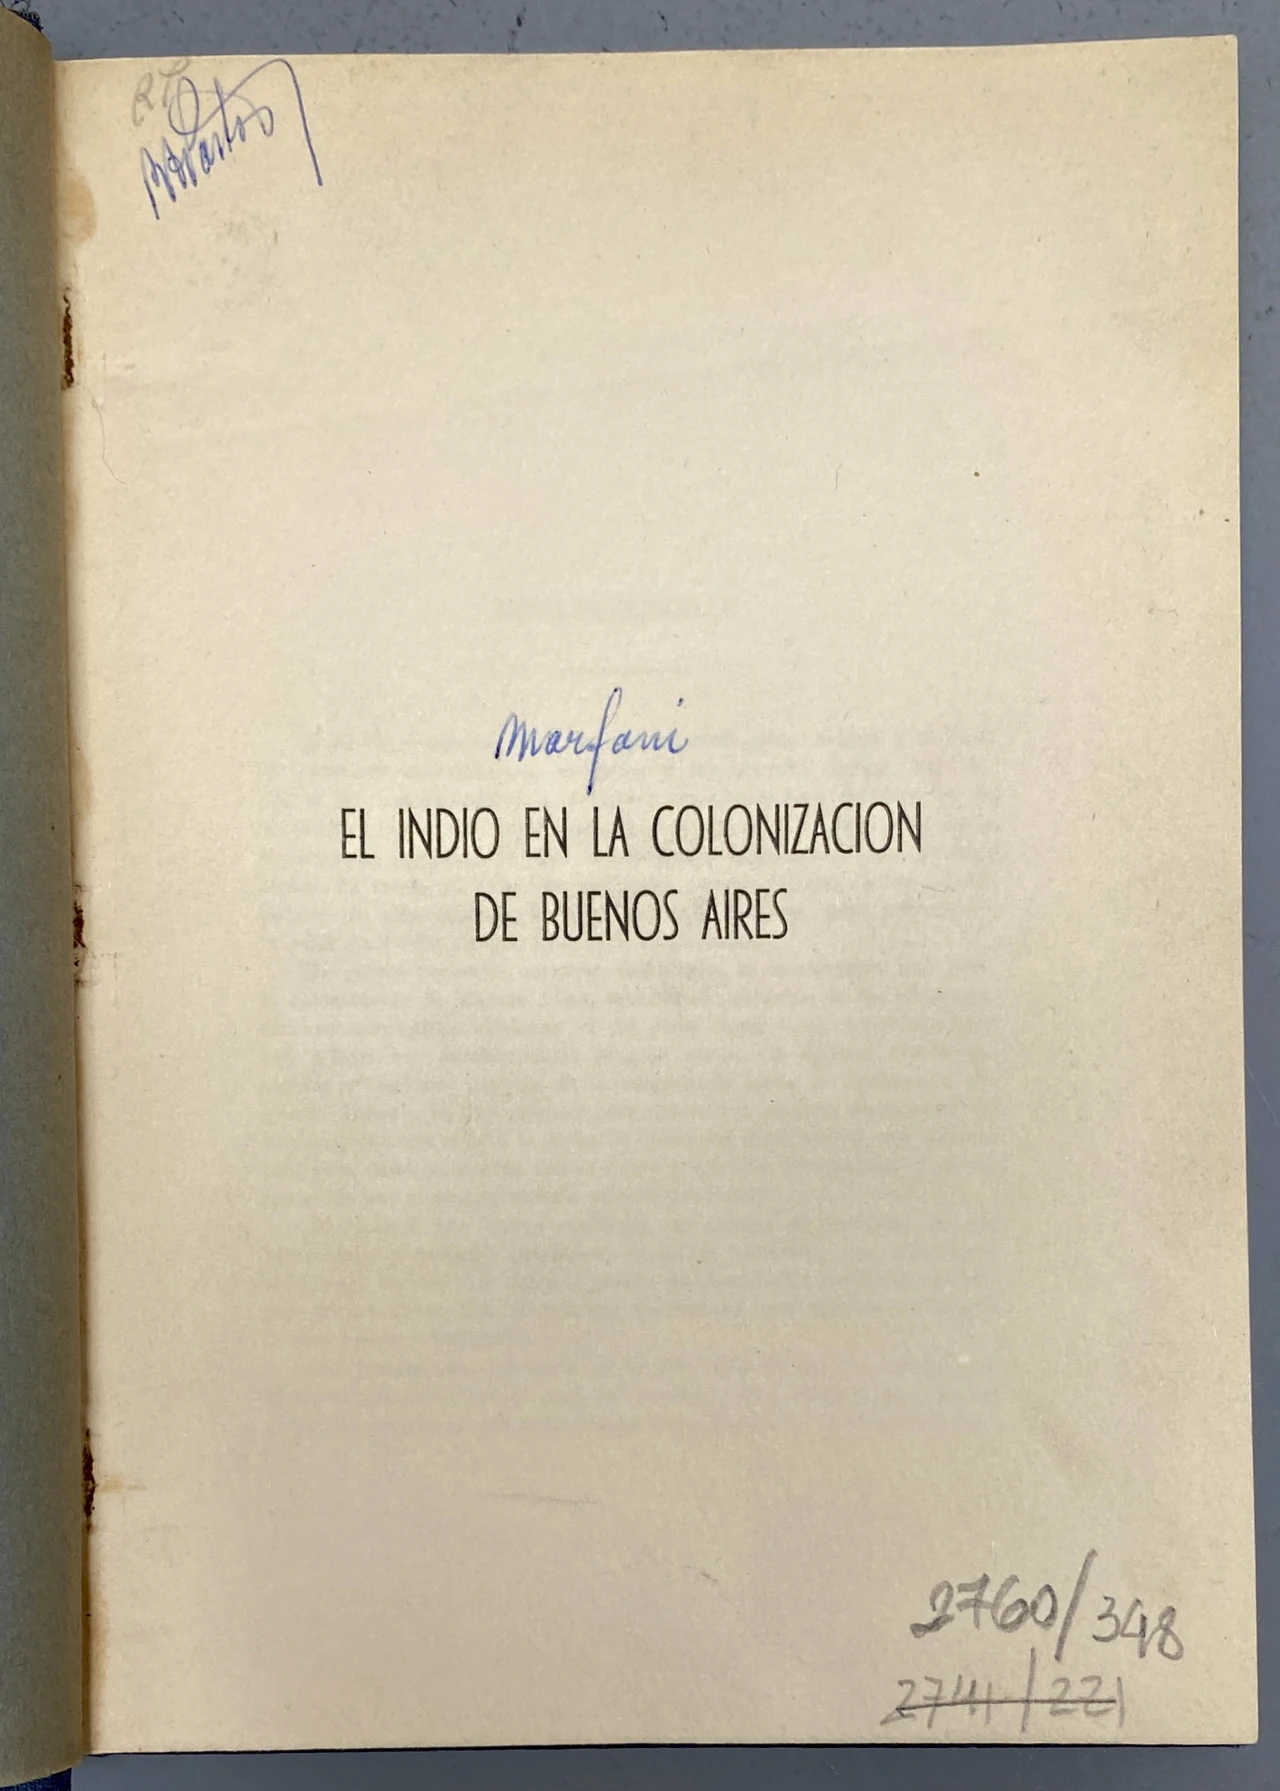 Marfani
EL INDIO EN LA COLONIZACION
DE BUENOS AIRES
2760/348
2741/221